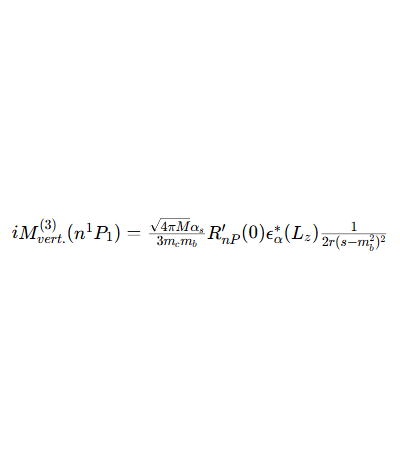 $iM_{vert.}^{(3)}(n^1P_1) = \frac{\sqrt{4\pi M}\alpha_s}{3m_c m_b} R'_{nP}(0)\epsilon^*_\alpha(L_z)\frac{1}{2r(s-m_b^2)^2}$